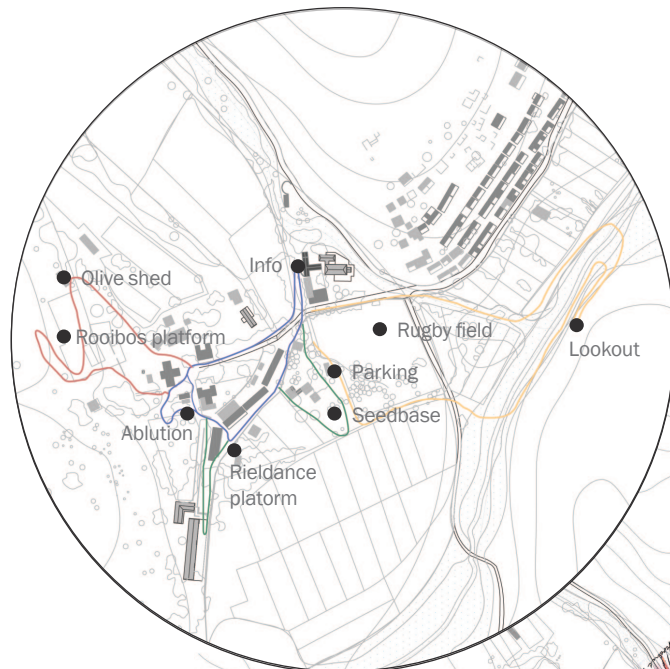 Info
Olive shed
Rooibos platform
Rugby field
Lookout
Parking
Ablution
Seedbase
Rieldance
platorm